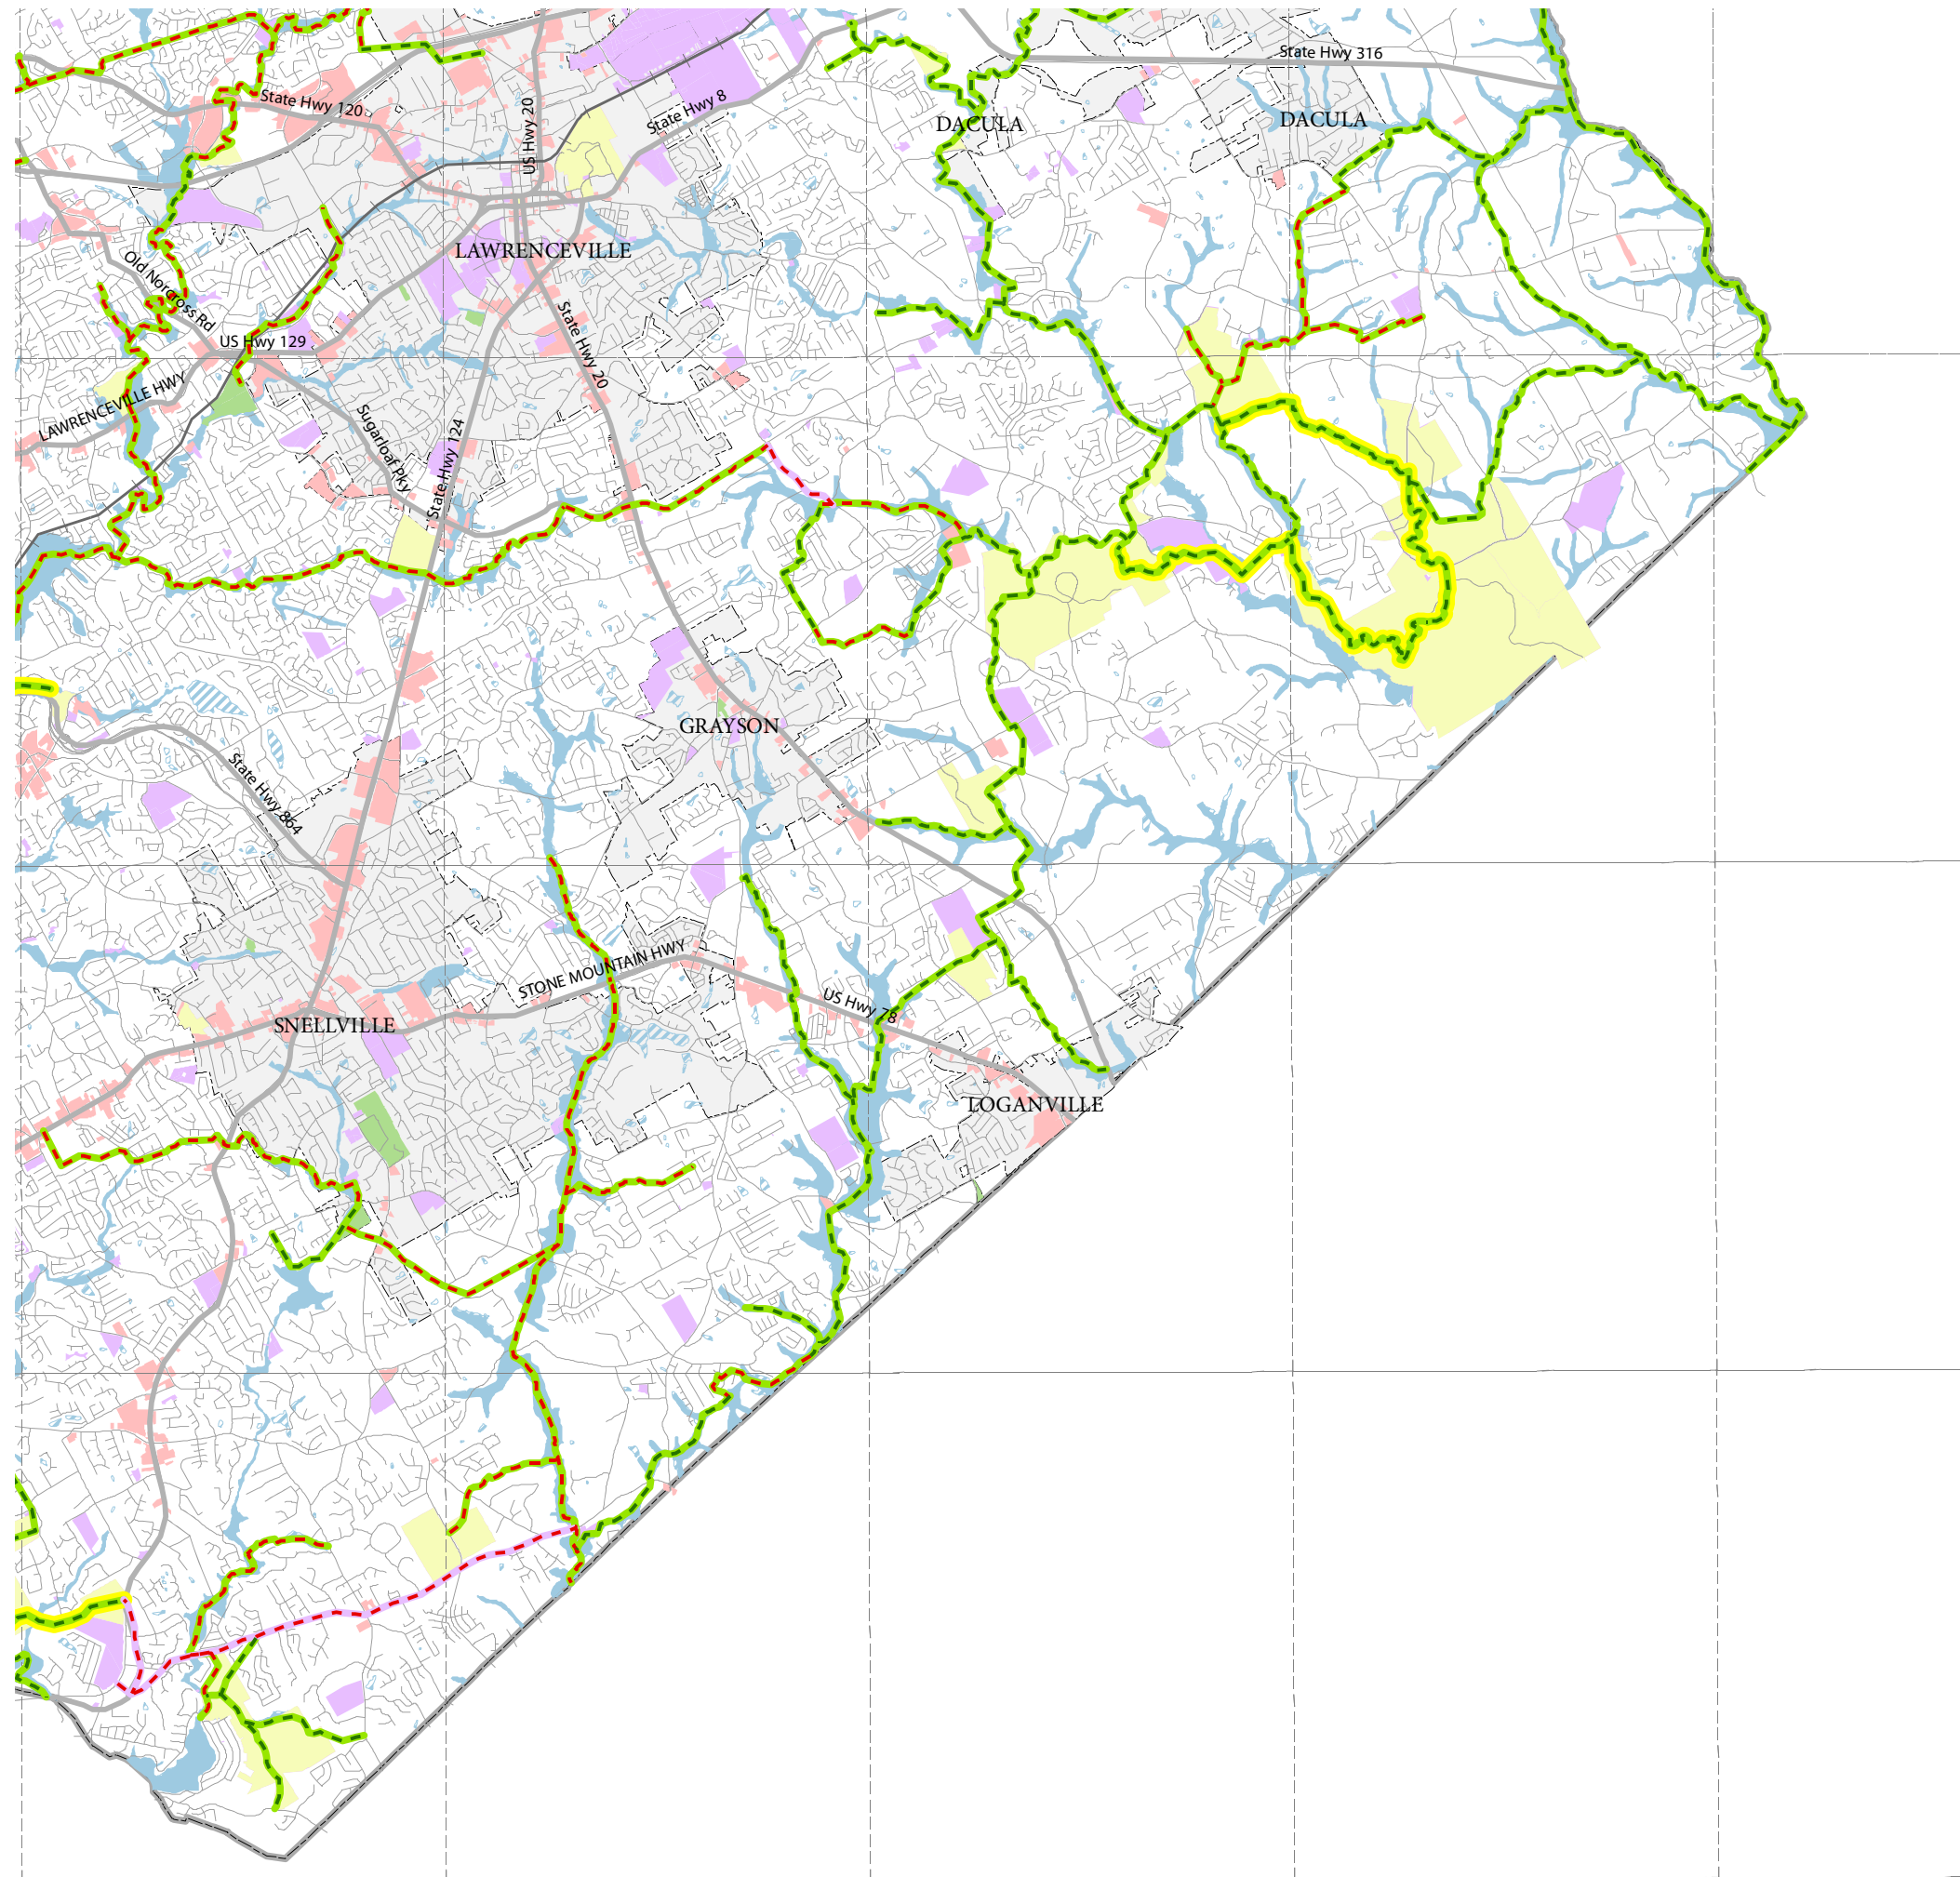 State Hwy 316
State Hwy 120
US Hwy 20
State Hwy 8
DACULA
DACULA
LAWRENCEVILLE
Old Norcross Rd
US Hwy 129
State Hwy 20
LAWRENCEVILLE HWY
Sugarloaf Pky
State Hwy 124
GRAYSON
State Hwy 864
STONE MOUNTAIN HWY
US Hwy 78
SNELLVILLE
LOGANVILLE